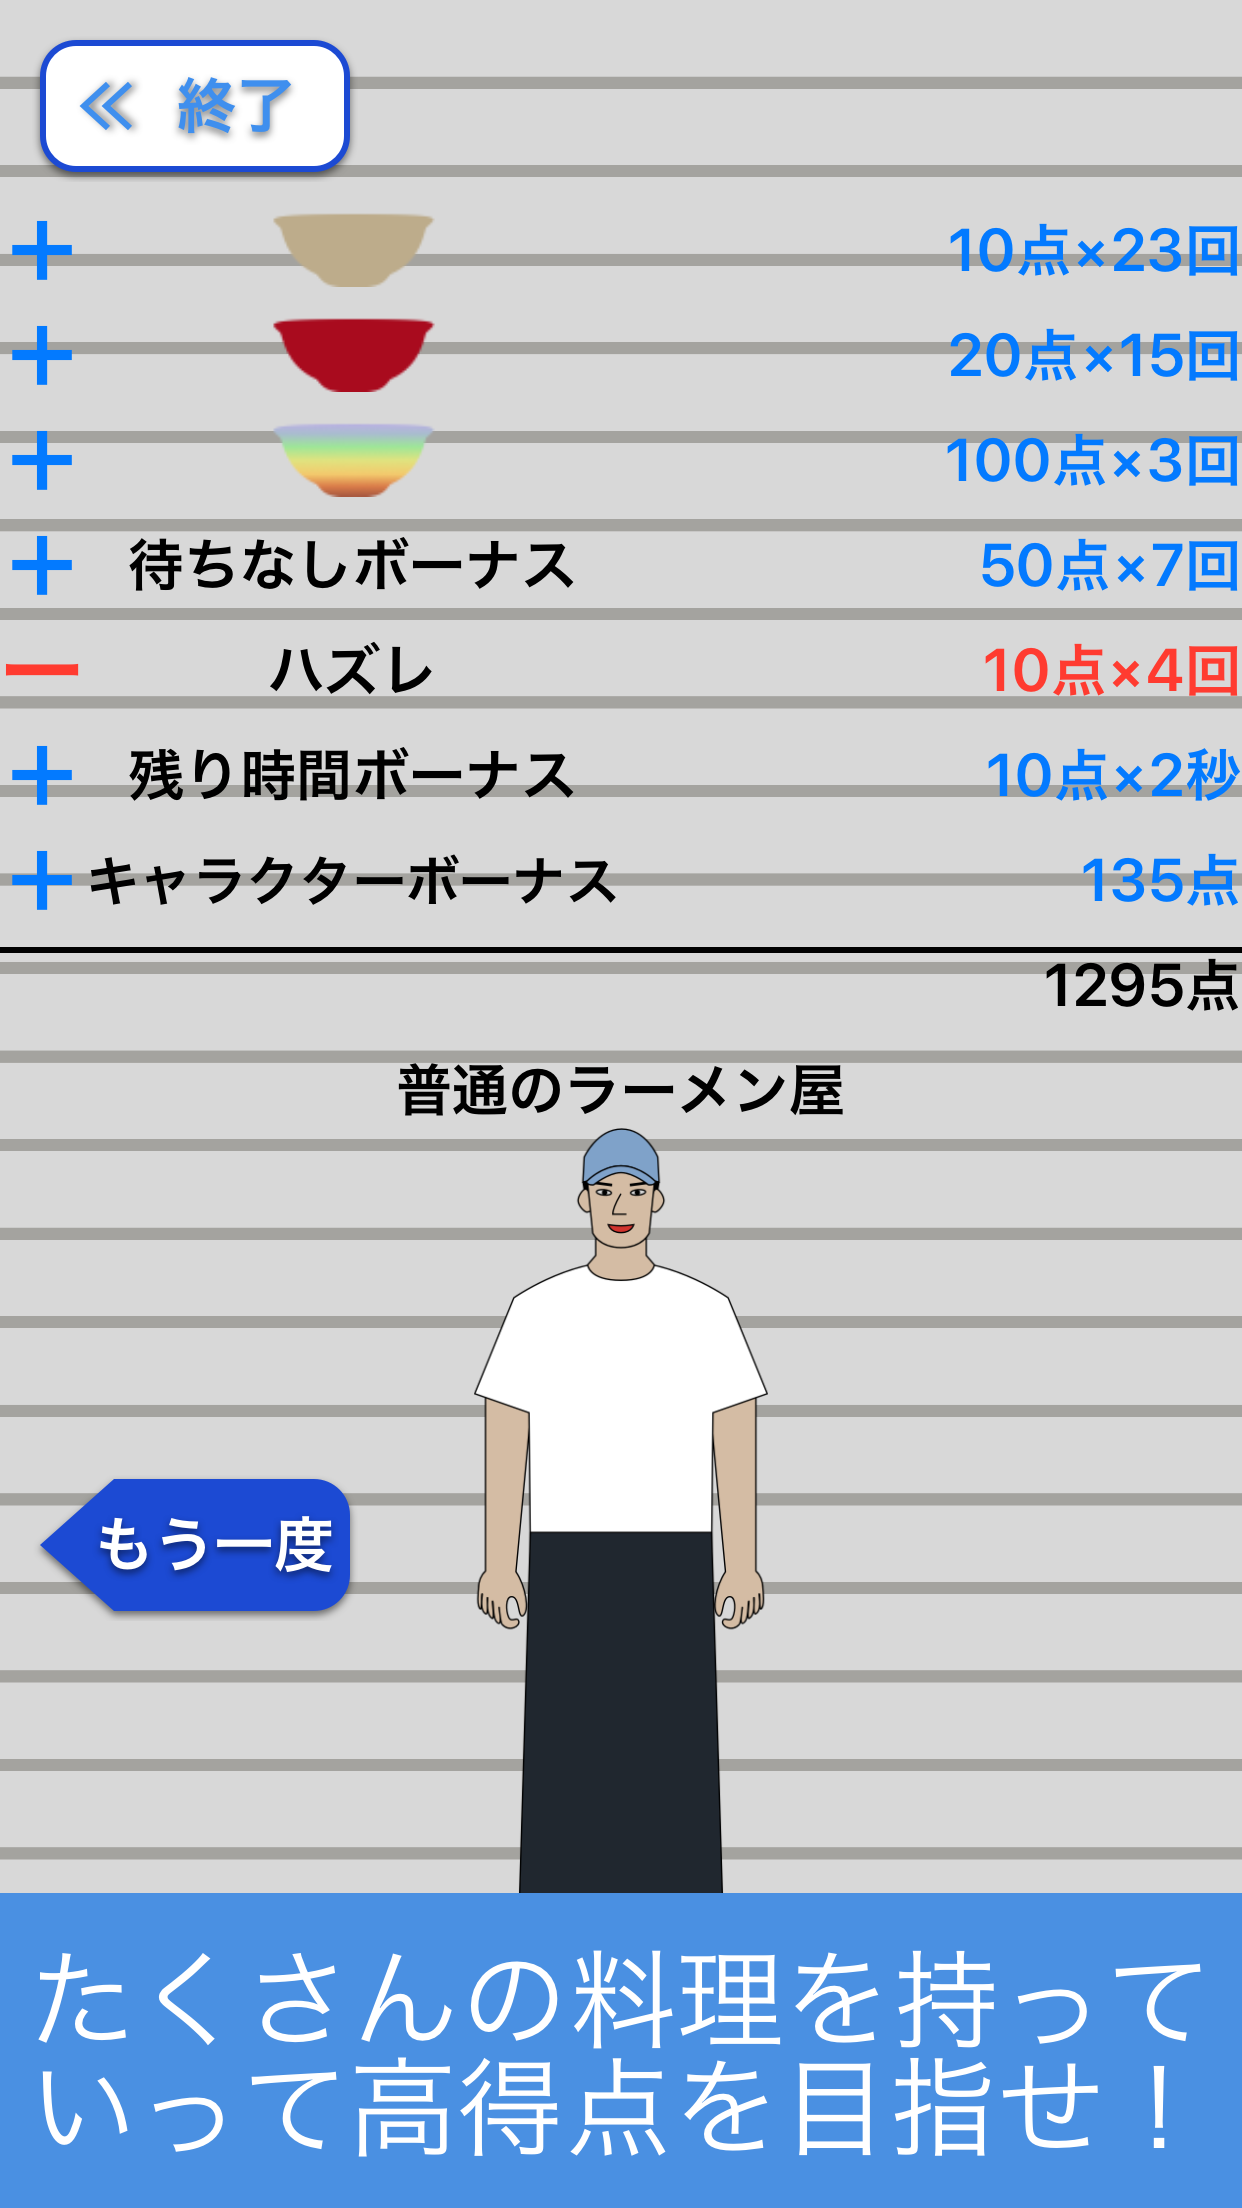 終了
10点×23回
20点×15回
100点×3回
待ちなしボーナス 50点×7回
ハズレ 10点×4回
残り時間ボーナス 10点×2秒
キャラクターボーナス 135点
1295点
普通のラーメン屋
もう一度
たくさんの料理を持って
いって高得点を目指せ！